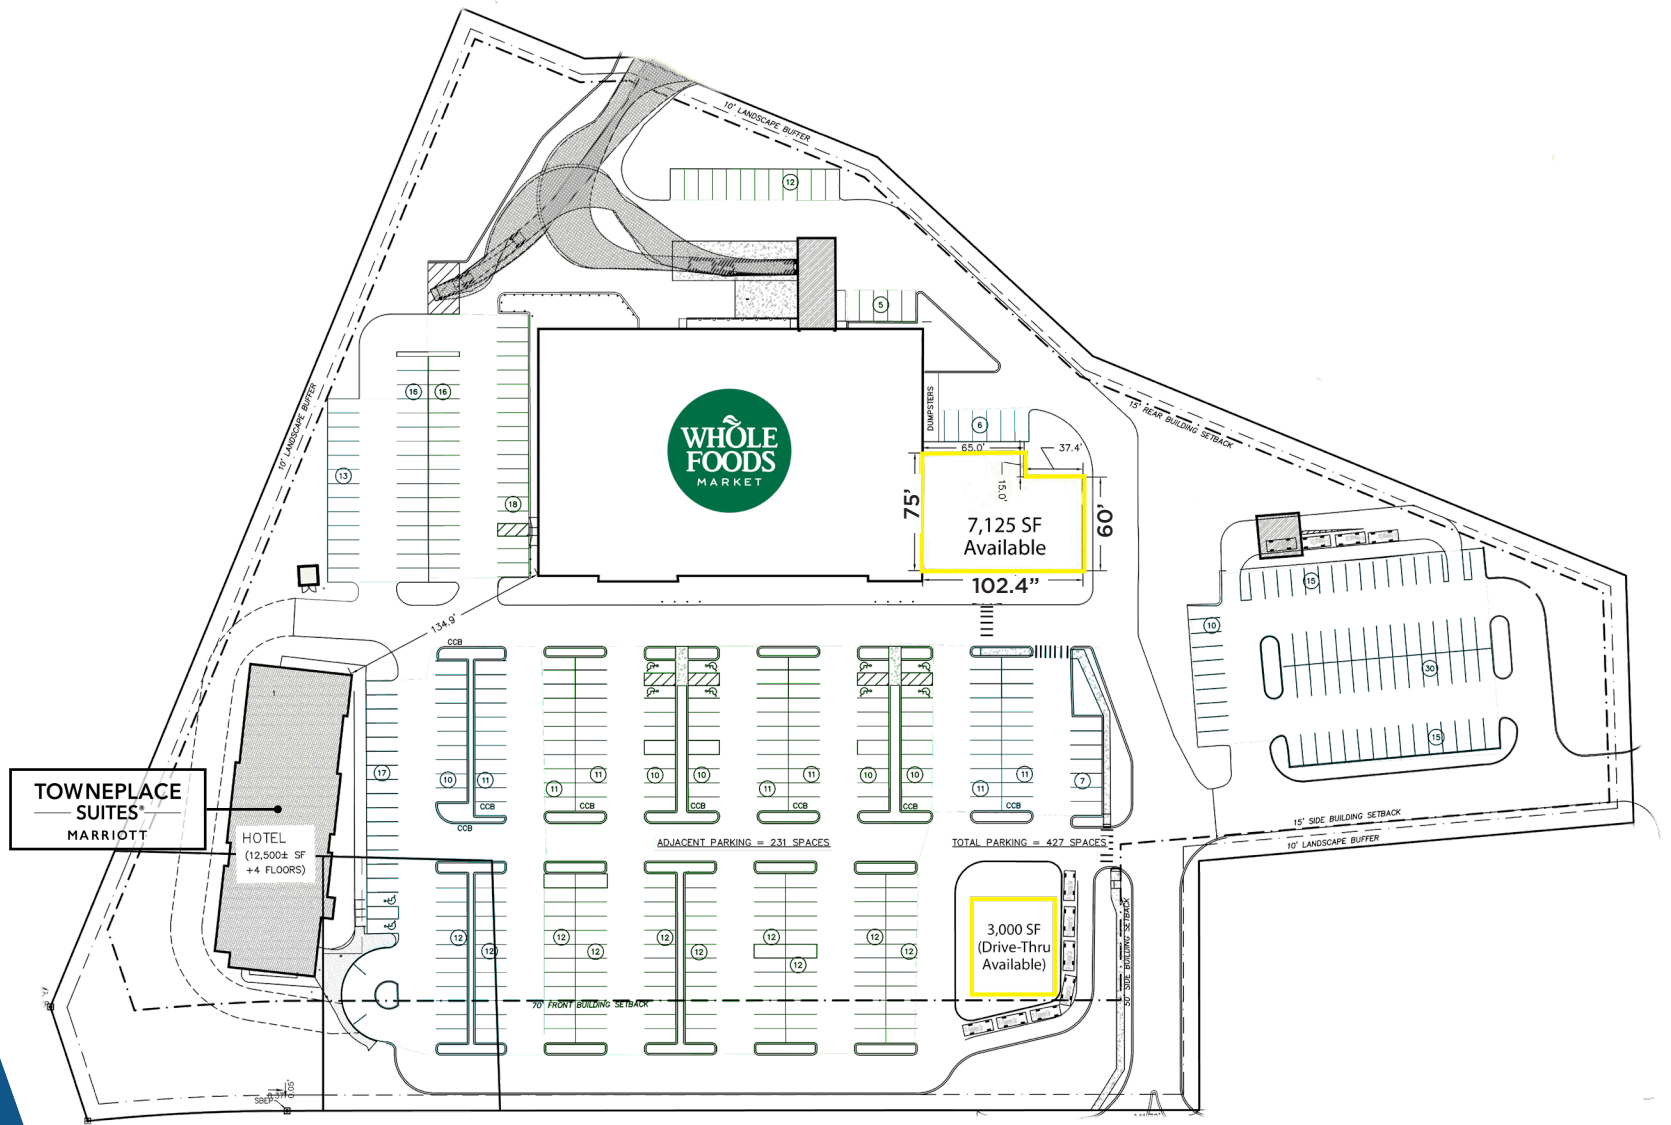 10' LANDSCAPE BUFFER
12
5
10' LANDSCAPE BUFFER
16
16
13
18
WHOLE
FOODS
MARKET
DUMPSTERS
6
15' REAR BUILDING SETBACK
65.0'
37.4'
15.0'
75'
60'
7,125 SF
Available
102.4"
134.9'
15
10
30
15
CCB
17
10
11
CCB
CCB
11
11
CCB
10
10
CCB
11
11
CCB
10
10
CCB
11
11
CCB
7
TOWNEPLACE
SUITES®
MARRIOTT
1
HOTEL
(12,500± SF
+4 FLOORS)
ADJACENT PARKING = 231 SPACES
TOTAL PARKING = 427 SPACES
15' SIDE BUILDING SETBACK
10' LANDSCAPE BUFFER
12
12
12
12
12
12
12
12
12
12
3,000 SF
(Drive-Thru
Available)
50' SIDE BUILDING SETBACK
70' FRONT BUILDING SETBACK
SBEP